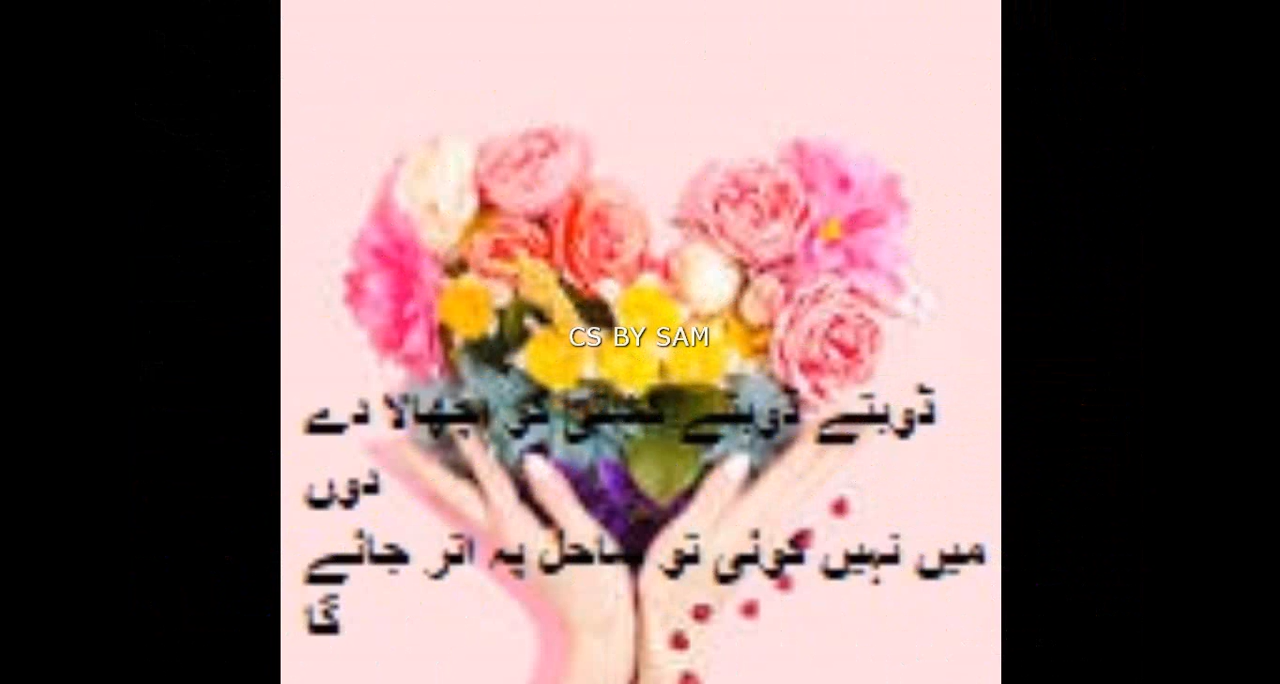 CS BY SAM
ڈوبتے ڈوبتے کشتی کو اچھالا دے
دوں
میں نہیں کوئی تو ساحل پہ اتر جائے
گا